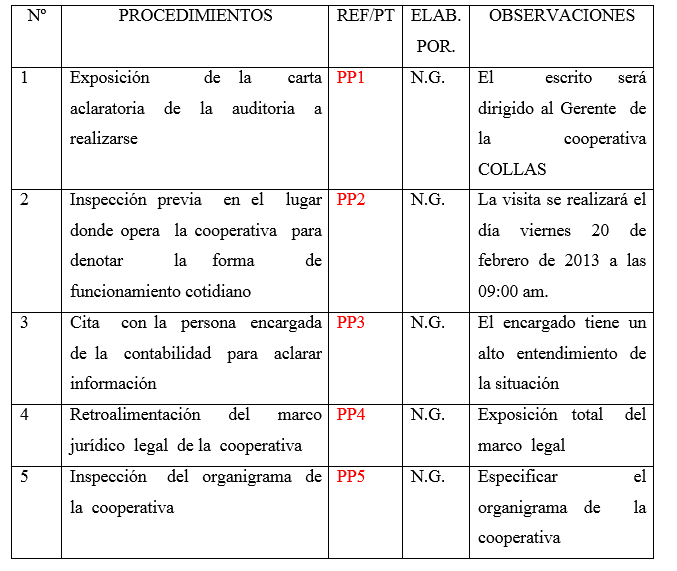 Nº PROCEDIMIENTOS REF/PT ELAB. POR. OBSERVACIONES
1 Exposición de la carta aclaratoria de la auditoria a realizarse PP1 N.G. El escrito será dirigido al Gerente de la cooperativa COLLAS
2 Inspección previa en el lugar donde opera la cooperativa para denotar la forma de funcionamiento cotidiano PP2 N.G. La visita se realizará el día viernes 20 de febrero de 2013 a las 09:00 am.
3 Cita con la persona encargada de la contabilidad para aclarar información PP3 N.G. El encargado tiene un alto entendimiento de la situación
4 Retroalimentación del marco jurídico legal de la cooperativa PP4 N.G. Exposición total del marco legal
5 Inspección del organigrama de la cooperativa PP5 N.G. Especificar el organigrama de la cooperativa